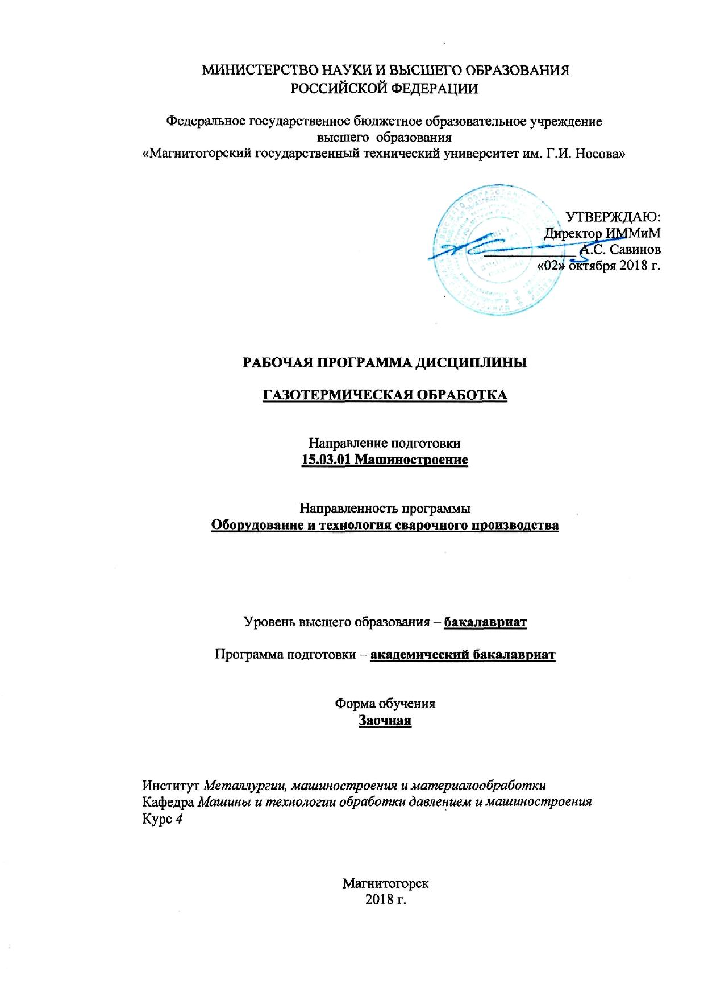 МИНИСТЕРСТВО НАУКИ И ВЫСШЕГО ОБРАЗОВАНИЯ
РОССИЙСКОЙ ФЕДЕРАЦИИ
Федеральное государственное бюджетное образовательное учреждение
высшего образования
«Магнитогорский государственный технический университет им. Г.И. Носова»
УТВЕРЖДАЮ:
Директор ИММиМ
А.С. Савинов
«02» октября 2018 г.
РАБОЧАЯ ПРОГРАММА ДИСЦИПЛИНЫ
ГАЗОТЕРМИЧЕСКАЯ ОБРАБОТКА
Направление подготовки
15.03.01 Машиностроение
Направленность программы
Оборудование и технология сварочного производства
Уровень высшего образования – бакалавриат
Программа подготовки – академический бакалавриат
Форма обучения
Заочная
Институт Металлургии, машиностроения и материалообработки
Кафедра Машины и технологии обработки давлением и машиностроения
Курс 4
Магнитогорск
2018 г.